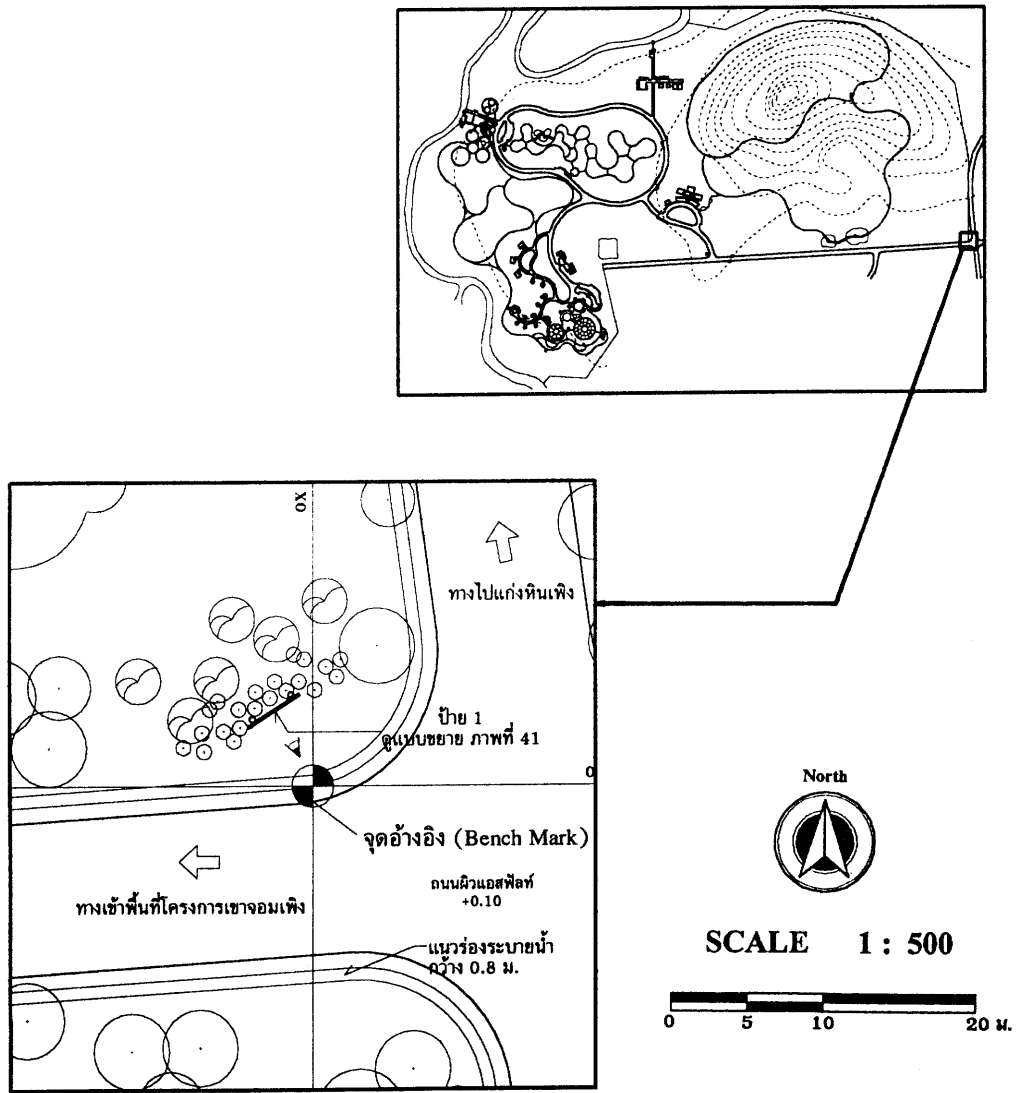 OX
ทางไปแก่งหินเพิง
ป้าย 1
ดูแบบขยาย ภาพที่ 41
0
จุดอ้างอิง (Bench Mark)
ถนนผิวแอสฟัลท์
+0.10
ทางเข้าพื้นที่โครงการเขาจอมเพิง
แนวร่องระบายน้ำ
กว้าง 0.8 ม.
North
SCALE 1 : 500
0 5 10 20 ม.